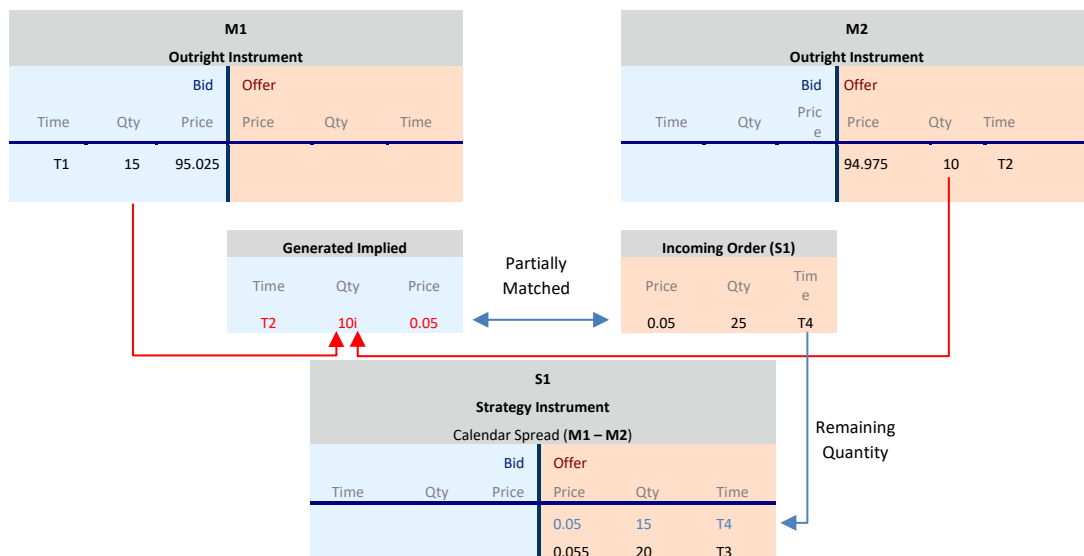 M1
Outright Instrument
Bid Offer
Time Qty Price Price Qty Time
T1 15 95.025
M2
Outright Instrument
Bid Offer
Time Qty Pric
e Price Qty Time
94.975 10 T2
Generated Implied
Time Qty Price
T2 10i 0.05
Partially
Matched
Incoming Order (S1)
Price Qty Tim
e
0.05 25 T4
S1
Strategy Instrument
Calendar Spread (M1 – M2)
Bid Offer
Time Qty Price Price Qty Time
0.05 15 T4
0.055 20 T3
Remaining
Quantity